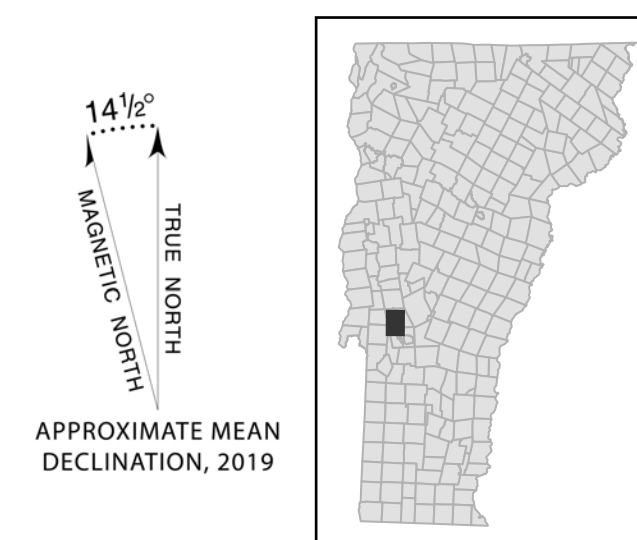 14½°
MAGNETIC NORTH
TRUE NORTH
APPROXIMATE MEAN
DECLINATION, 2019